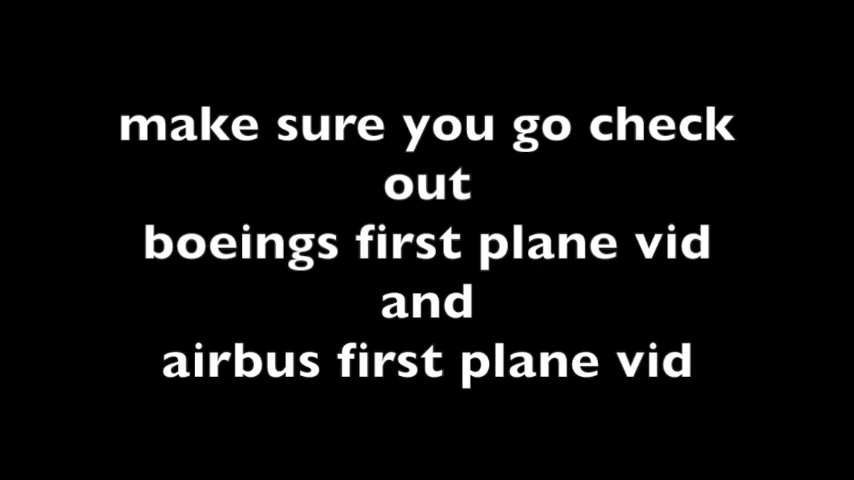 make sure you go check
out
boeings first plane vid
and
airbus first plane vid